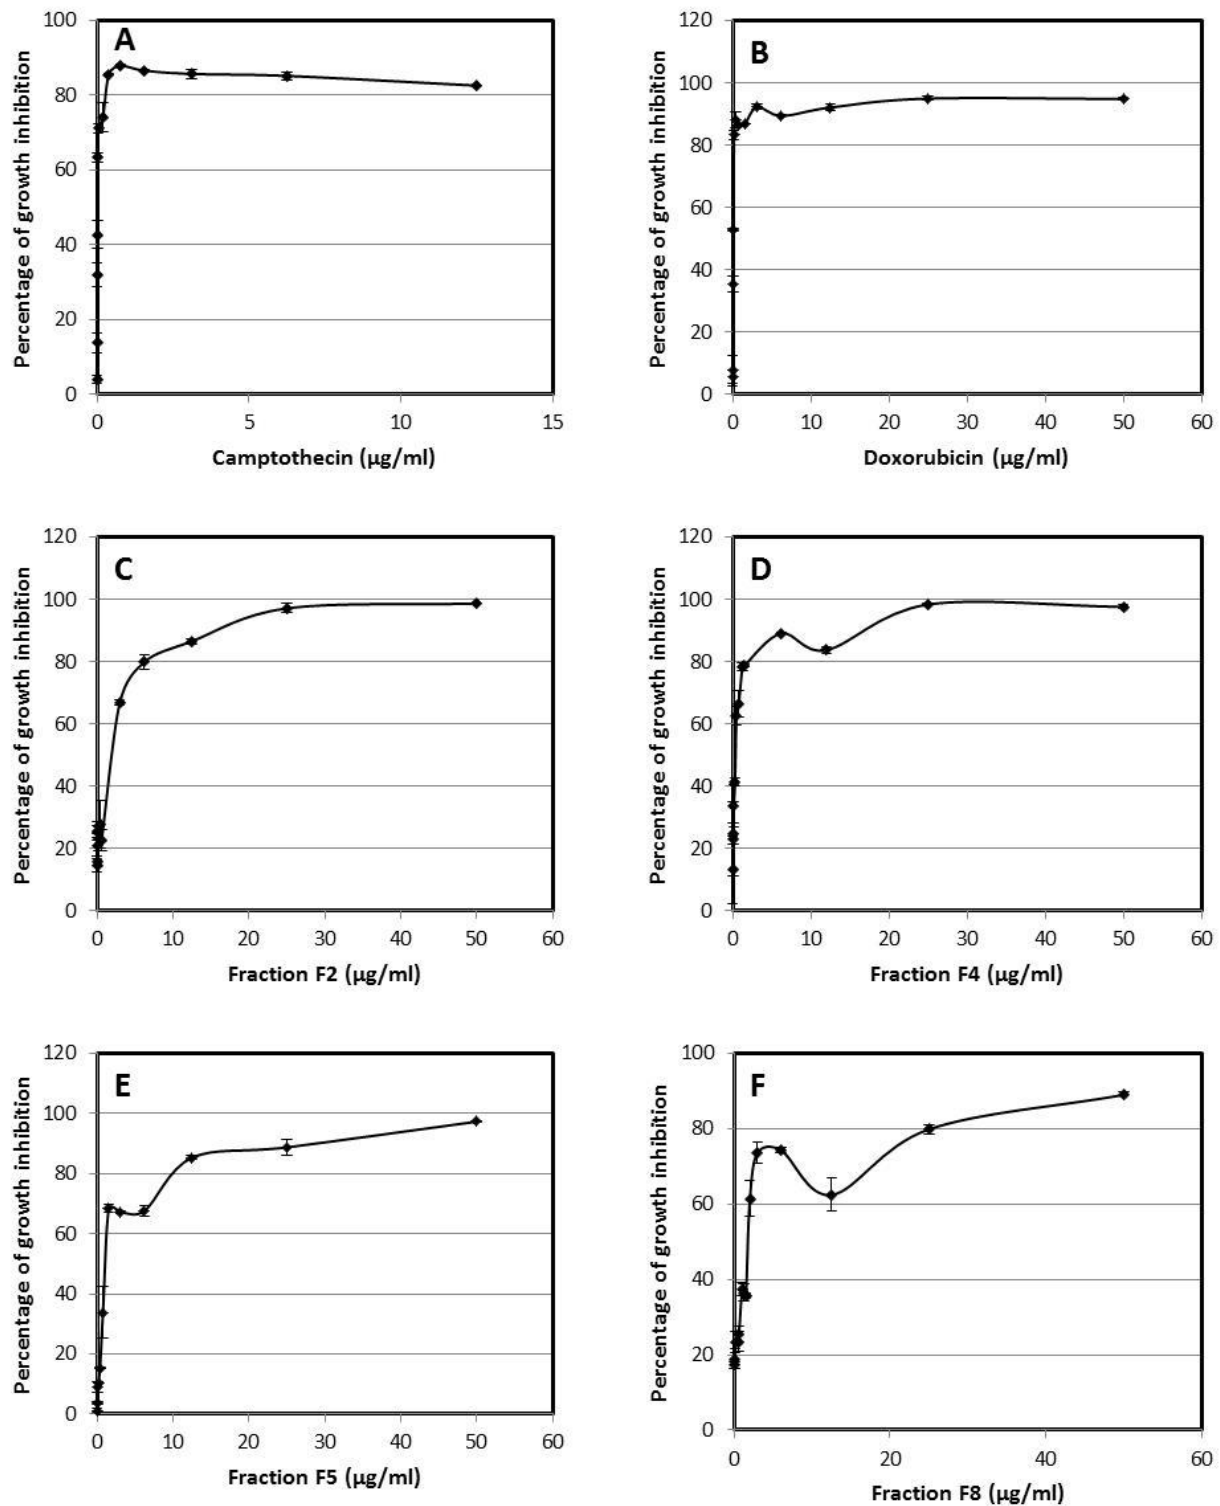 A
Percentage of growth inhibition
100
80
60
40
20
0
0 5 10 15
Camptothecin (µg/ml)
B
Percentage of growth inhibition
120
100
80
60
40
20
0
0 10 20 30 40 50 60
Doxorubicin (µg/ml)
C
Percentage of growth inhibition
120
100
80
60
40
20
0
0 10 20 30 40 50 60
Fraction F2 (µg/ml)
D
Percentage of growth inhibition
120
100
80
60
40
20
0
0 10 20 30 40 50 60
Fraction F4 (µg/ml)
E
Percentage of growth inhibition
120
100
80
60
40
20
0
0 10 20 30 40 50 60
Fraction F5 (µg/ml)
F
Percentage of growth inhibition
100
80
60
40
20
0
0 20 40 60
Fraction F8 (µg/ml)